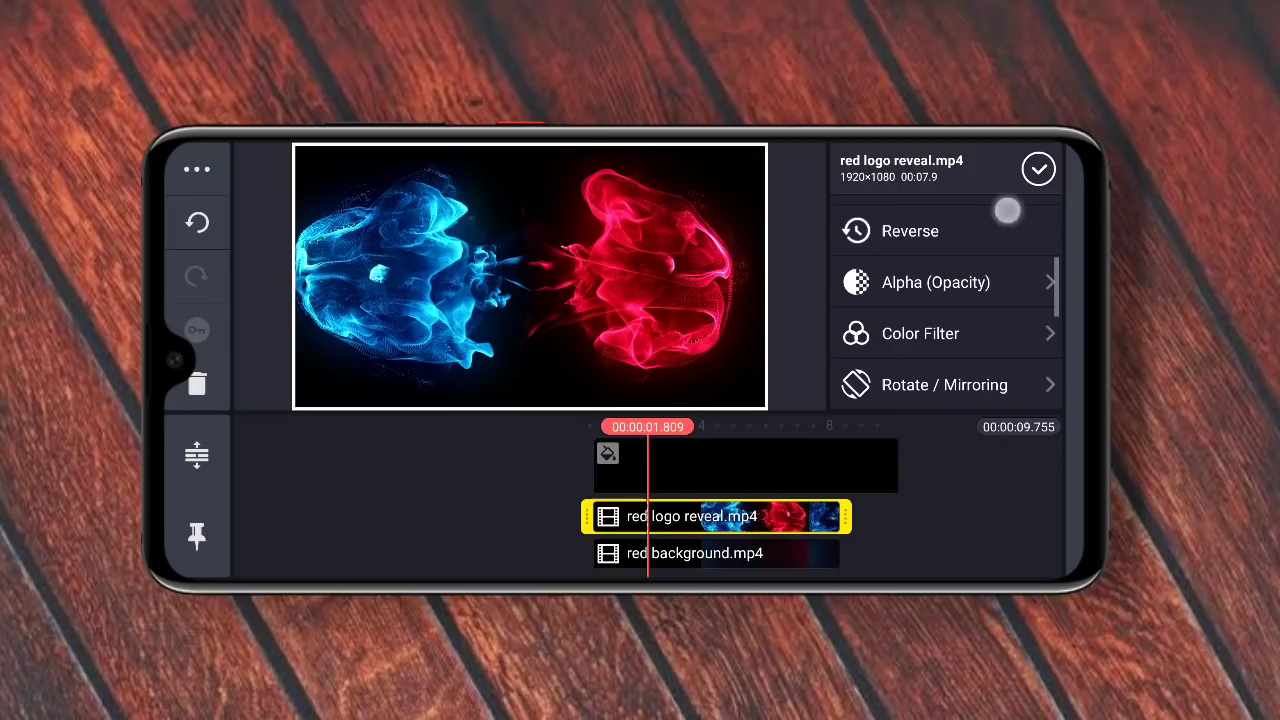 red logo reveal.mp4
1920×1080 00:07.9
Reverse
Alpha (Opacity)
Color Filter
Rotate / Mirroring
00:00:01.809
4
8
00:00:09.755
red logo reveal.mp4
red background.mp4